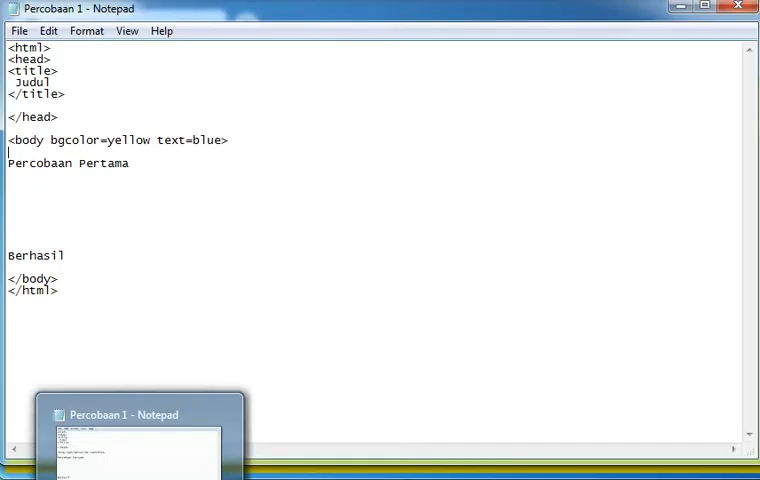 Percobaan 1 - Notepad
File Edit Format View Help
<html>
<head>
<title>
Judul
</title>
</head>
<body bgcolor=yellow text=blue>
Percobaan Pertama
Berhasil
</body>
</html>
Percobaan 1 - Notepad